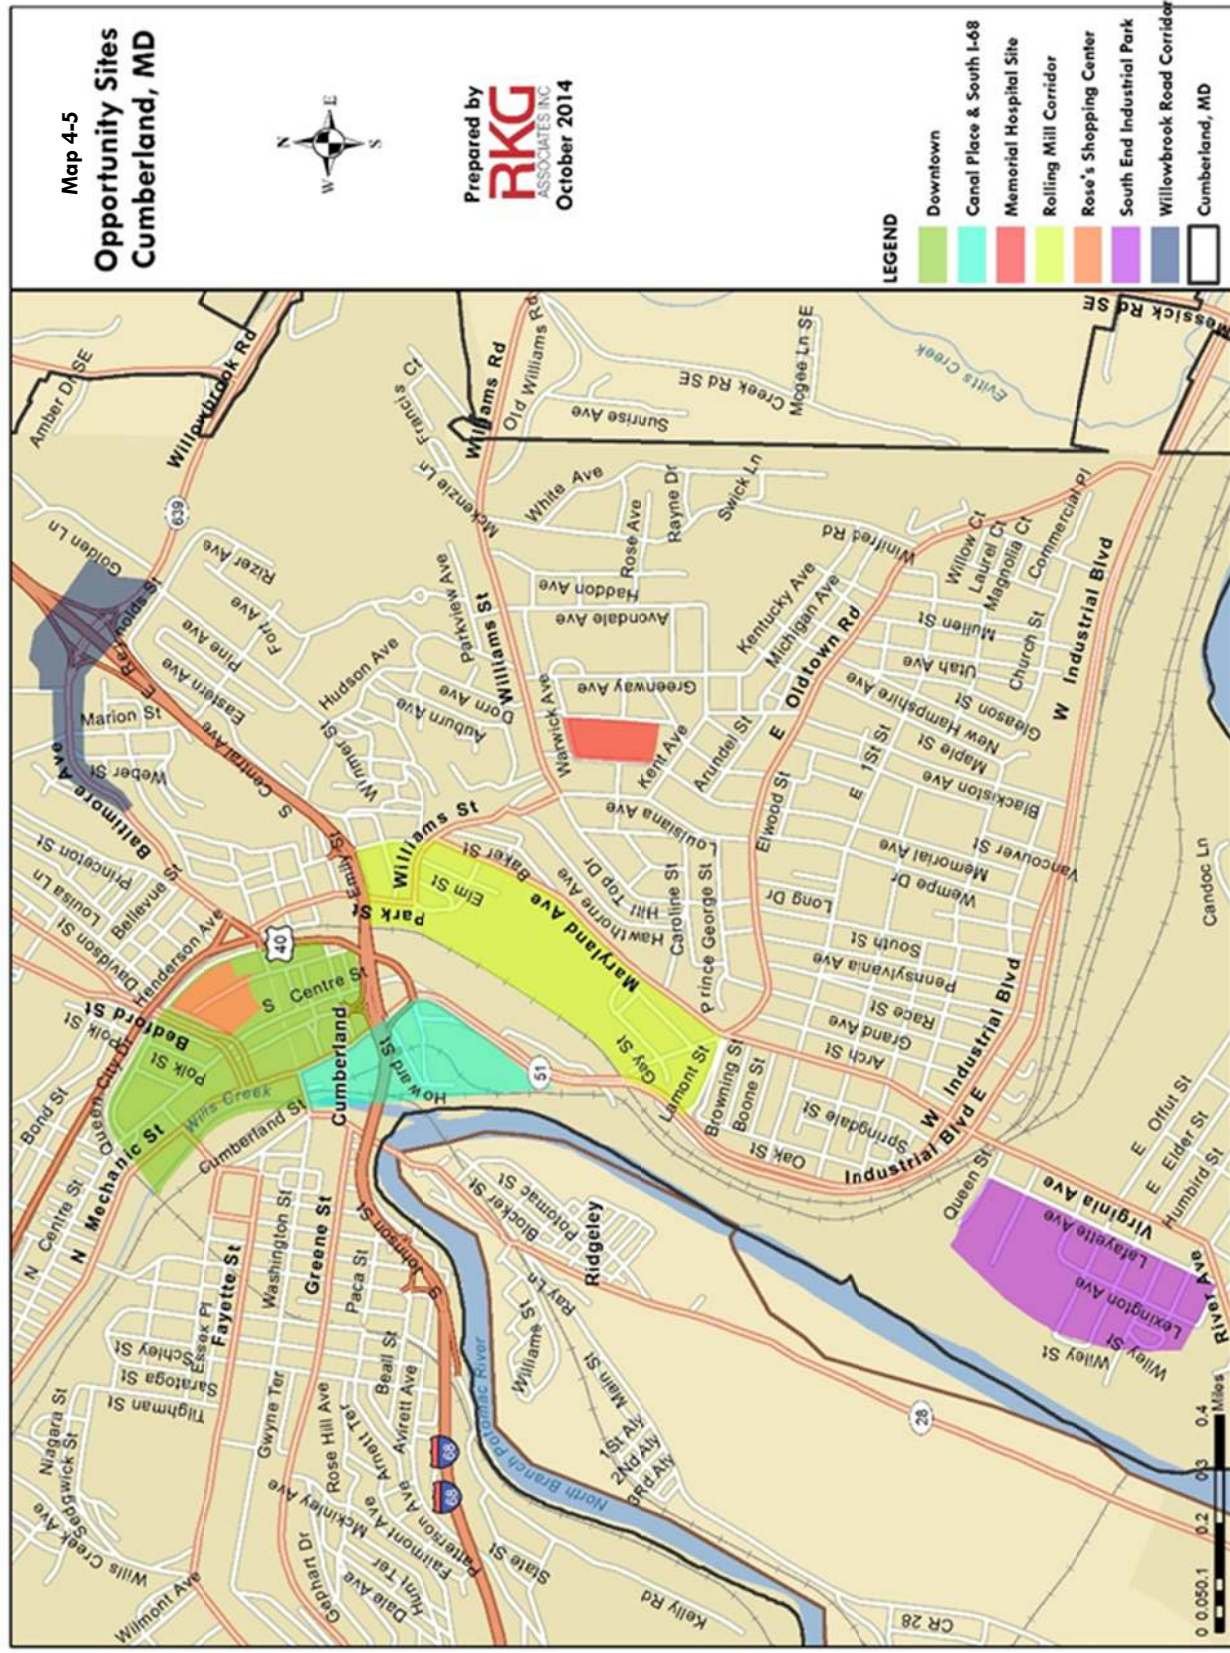 Map 4-5
Opportunity Sites
Cumberland, MD
N
W
E
S
Prepared by
RKG
ASSOCIATES INC
October 2014
LEGEND
Downtown
Canal Place & South I-68
Memorial Hospital Site
Rolling Mill Corridor
Rose's Shopping Center
South End Industrial Park
Willowbrook Road Corridor
Cumberland, MD
Amber Dr SE
Willowbrook Rd
639
Golden Ln
E Reynolds St
Rizer Ave
Fort Ave
Pine Ave
Eastern Ave
Marion St
Weber St
Baltimore Ave
S Central Ave
Princeton St
Louisa Ln
Davidson St
Bellevue St
Henderson Ave
40
Bedford St
Polk St
Polk St
Bond St
Queen City Dr
N Mechanic St
N Centre St
Wills Creek
Cumberland St
S Centre St
Cumberland
Emily St
Park St
Williams St
Elm St
Baker St
Maryland Ave
Hawthorne Ave
Hill Top Dr
Louisiana Ave
Caroline St
Prince George St
Howard St
51
Gay St
Lamont St
Browning St
Boone St
Oak St
Springdale St
Arch St
Grand Ave
Race St
Pennsylvania Ave
South St
Long Dr
Wempe Dr
Memorial Ave
Vancouver St
Blackiston Ave
Maple St
New Hampshire Ave
Gleason St
Utah Ave
Church St
Mullen St
Magnolia Ct
Laurel Ct
Willow Ct
Commercial Pl
W Industrial Blvd
W Industrial Blvd
Industrial Blvd E
E 1St St
Elwood St
E Oldtown Rd
Michigan Ave
Kentucky Ave
Winifred Rd
Arundel St
Kent Ave
Greenway Ave
Warwick Ave
Avondale Ave
Haddon Ave
Rose Ave
Rayne Dr
Swick Ln
White Ave
Mckenzie Ln
Francis Ct
Williams Rd
Old Williams Rd
Sunrise Ave
Creek Rd SE
Mcgee Ln SE
Evitts Creek
Messick Rd SE
Williams St
Parkview Ave
Dorn Ave
Auburn Ave
Hudson Ave
Winmer St
Candoc Ln
E Offutt St
E Elder St
Humbird St
Queen St
Virginia Ave
Lafayette Ave
Lexington Ave
Wiley St
Wiley St
River Ave
28
Ridgeley
Potomac St
Blocker St
Ray Ln
Williams St
Main St
1St Aly
2Nd Aly
3Rd Aly
North Branch Potomac River
S Johnson St
68
68
State St
Kelly Rd
CR 28
Washington St
Greene St
Paca St
Fayette St
Essex Pl
Schley St
Saratoga St
Tilghman St
Niagara St
Sedgwick St
Wills Creek Ave
Wilmont Ave
Gwyne Ter
Rose Hill Ave
Arnett Ter
Avirett Ave
Beall St
Mckinley Ave
Fairmont Ave
Patterson Ave
Hunt Ter
Dale Ave
Gephart Dr
0 0.050.1 0.2 0.3 0.4
Miles